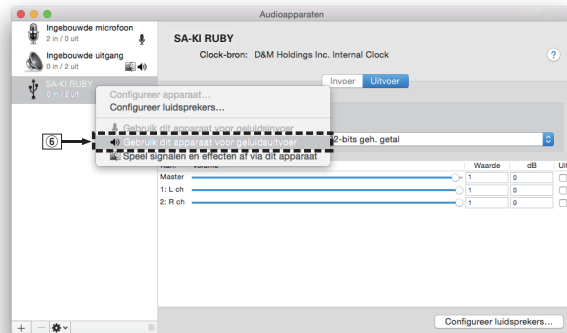 Audioapparaten
Ingebouwde microfoon
2 in / 0 uit
Ingebouwde uitgang
0 in / 2 uit
SA-KI RUBY
0 in / 2 uit
SA-KI RUBY
Clock-bron: D&M Holdings Inc. Internal Clock
?
Invoer Uitvoer
Configureer apparaat...
Configureer luidsprekers...
Gebruik dit apparaat voor geluidsinvoer
⑥
Gebruik dit apparaat voor geluidsuitvoer
2-bits geh. getal
Speel signalen en effecten af via dit apparaat
Volume Waarde dB Uit
Master 1 0
1: L ch 1 0
2: R ch 1 0
Configureer luidsprekers...